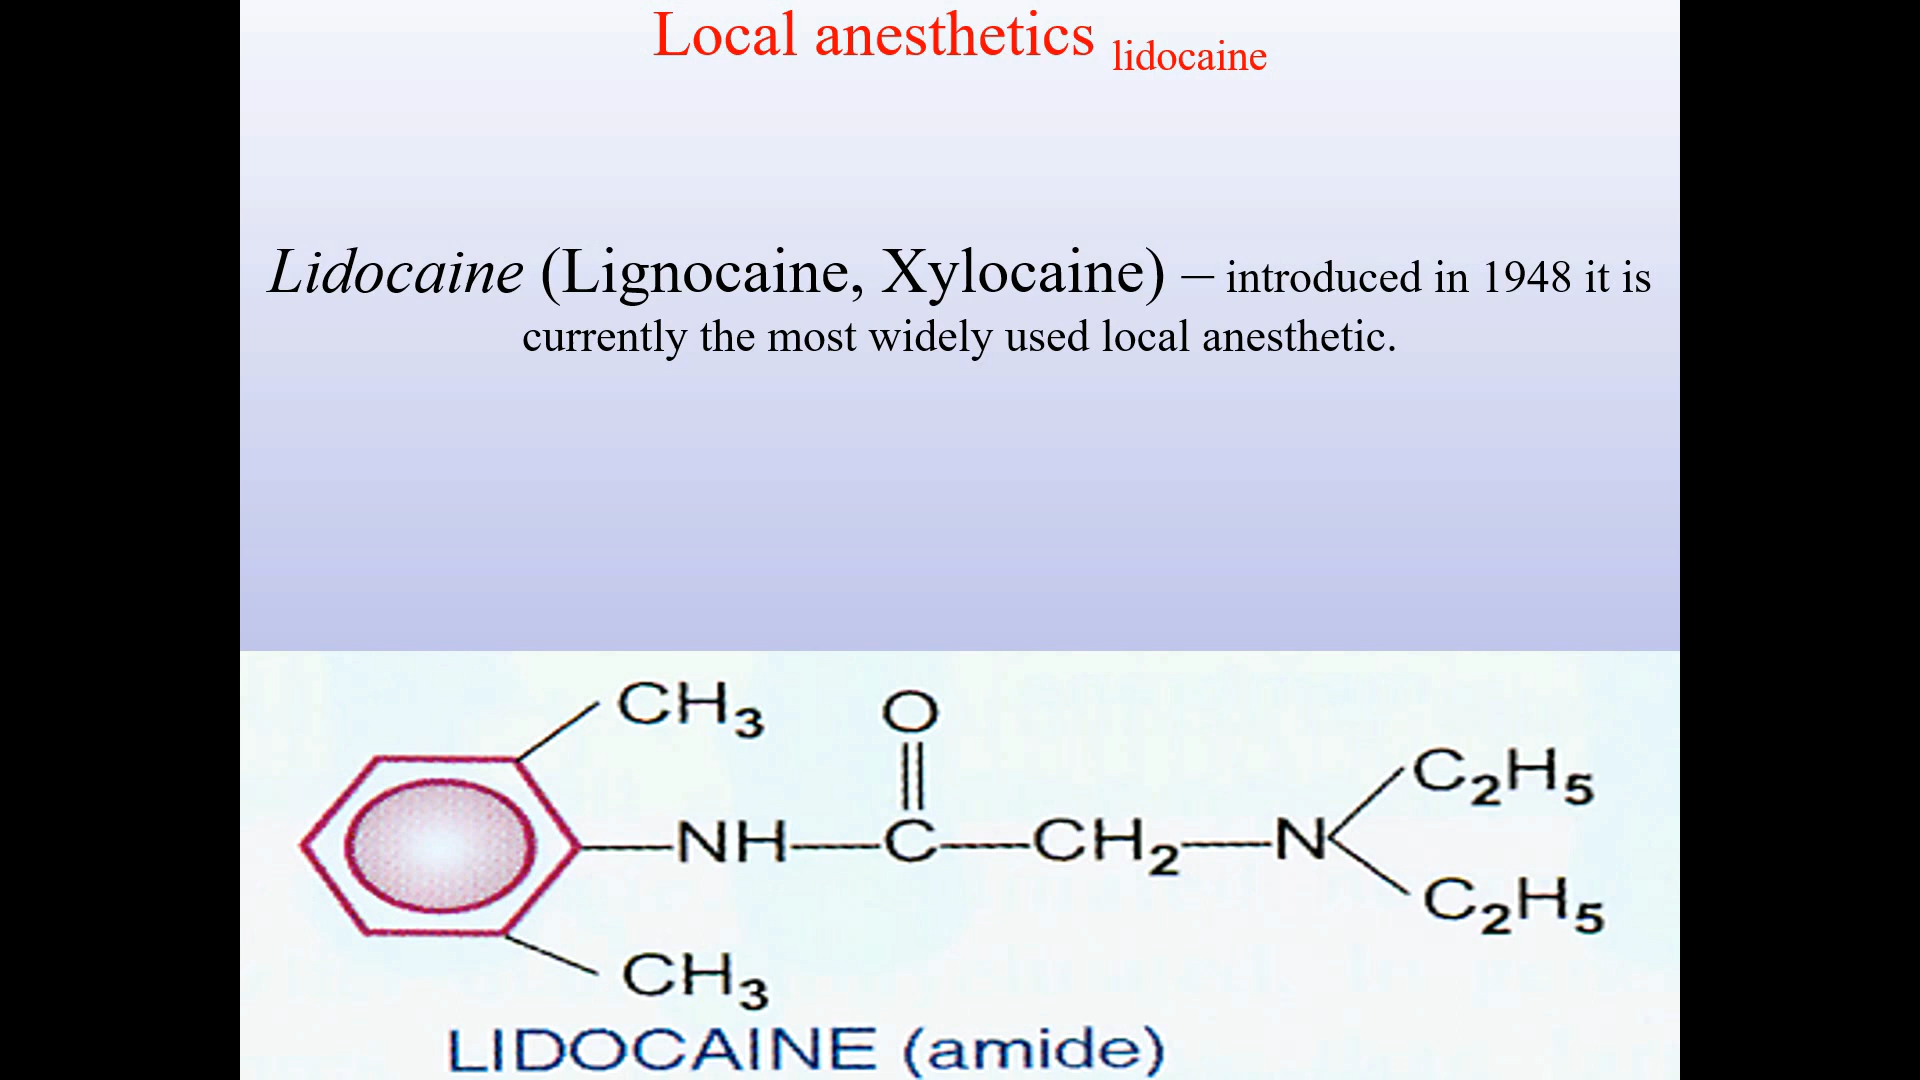 Local anesthetics lidocaine
Lidocaine (Lignocaine, Xylocaine) – introduced in 1948 it is
currently the most widely used local anesthetic.
CH3
O
C2H5
NH—C—CH2—N
C2H5
CH3
LIDOCAINE (amide)